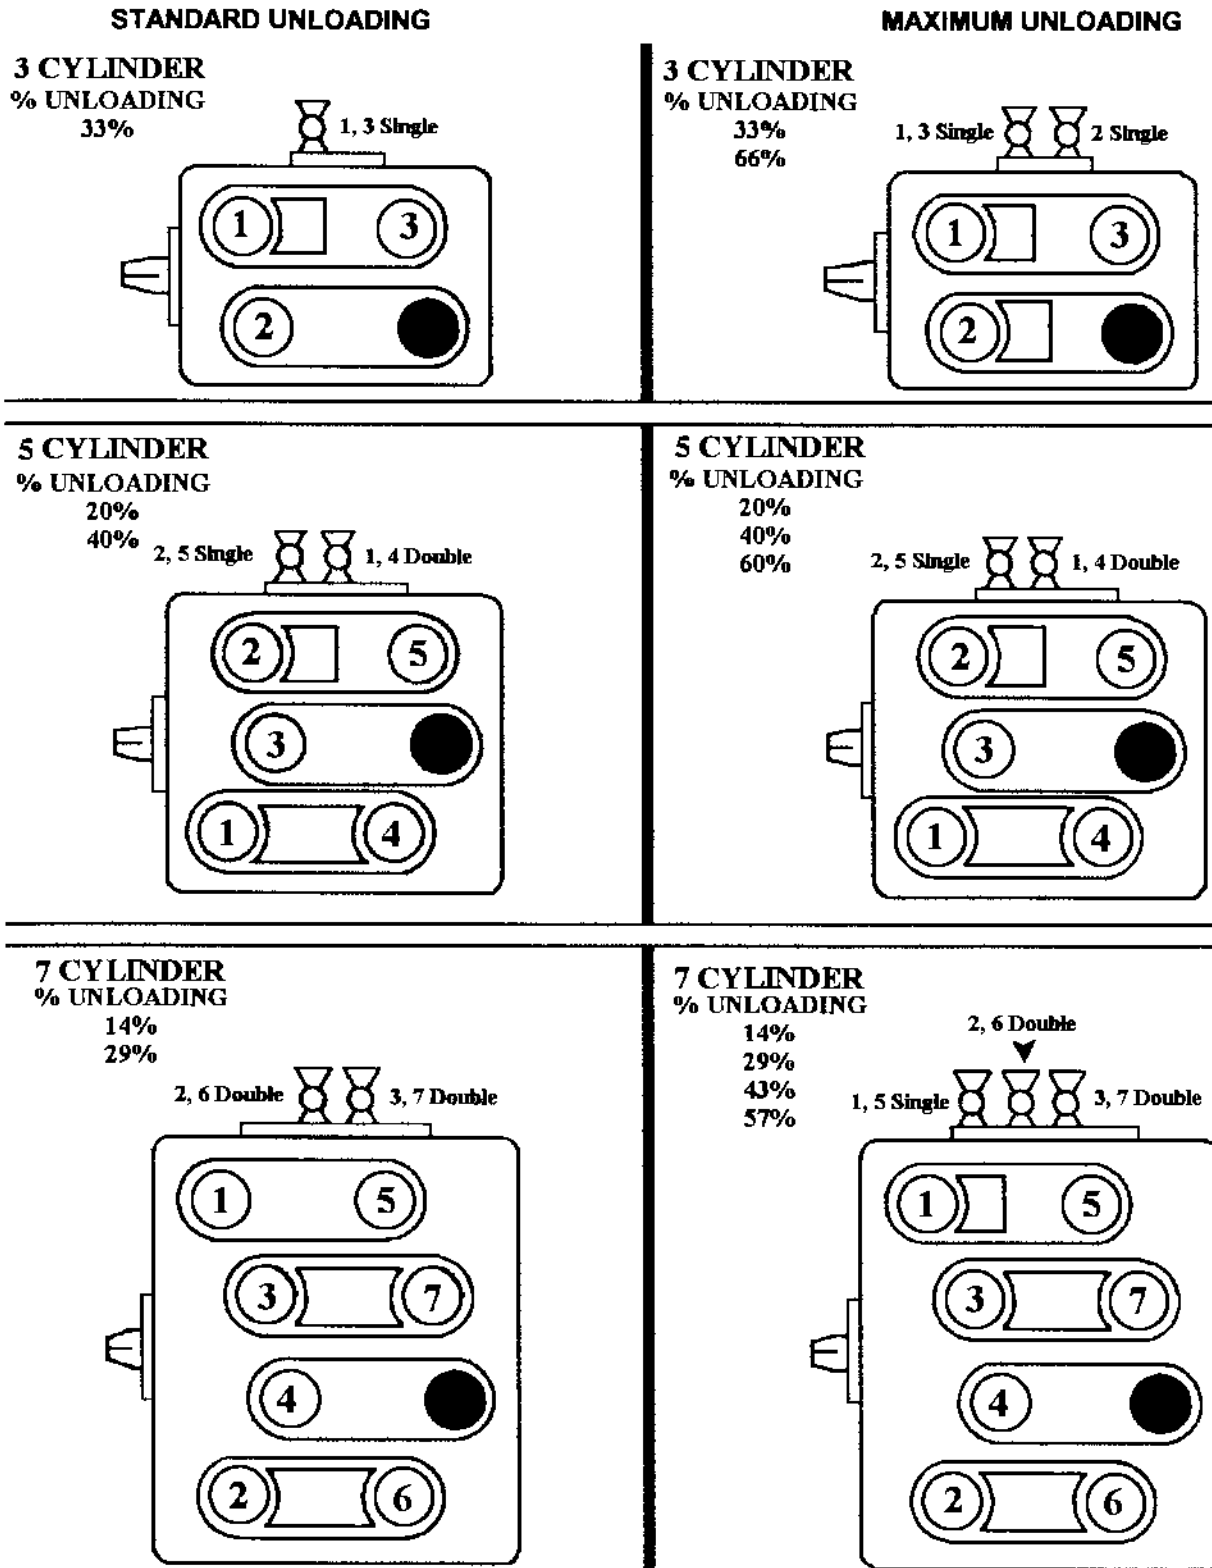 STANDARD UNLOADING
MAXIMUM UNLOADING
3 CYLINDER
% UNLOADING
33%
1, 3 Single
1
3
2
3 CYLINDER
% UNLOADING
33%
66%
1, 3 Single
2 Single
1
3
2
5 CYLINDER
% UNLOADING
20%
40%
2, 5 Single
1, 4 Double
2
5
3
1
4
5 CYLINDER
% UNLOADING
20%
40%
60%
2, 5 Single
1, 4 Double
2
5
3
1
4
7 CYLINDER
% UNLOADING
14%
29%
2, 6 Double
3, 7 Double
1
5
3
7
4
2
6
7 CYLINDER
% UNLOADING
14%
29%
43%
57%
2, 6 Double
1, 5 Single
3, 7 Double
1
5
3
7
4
2
6